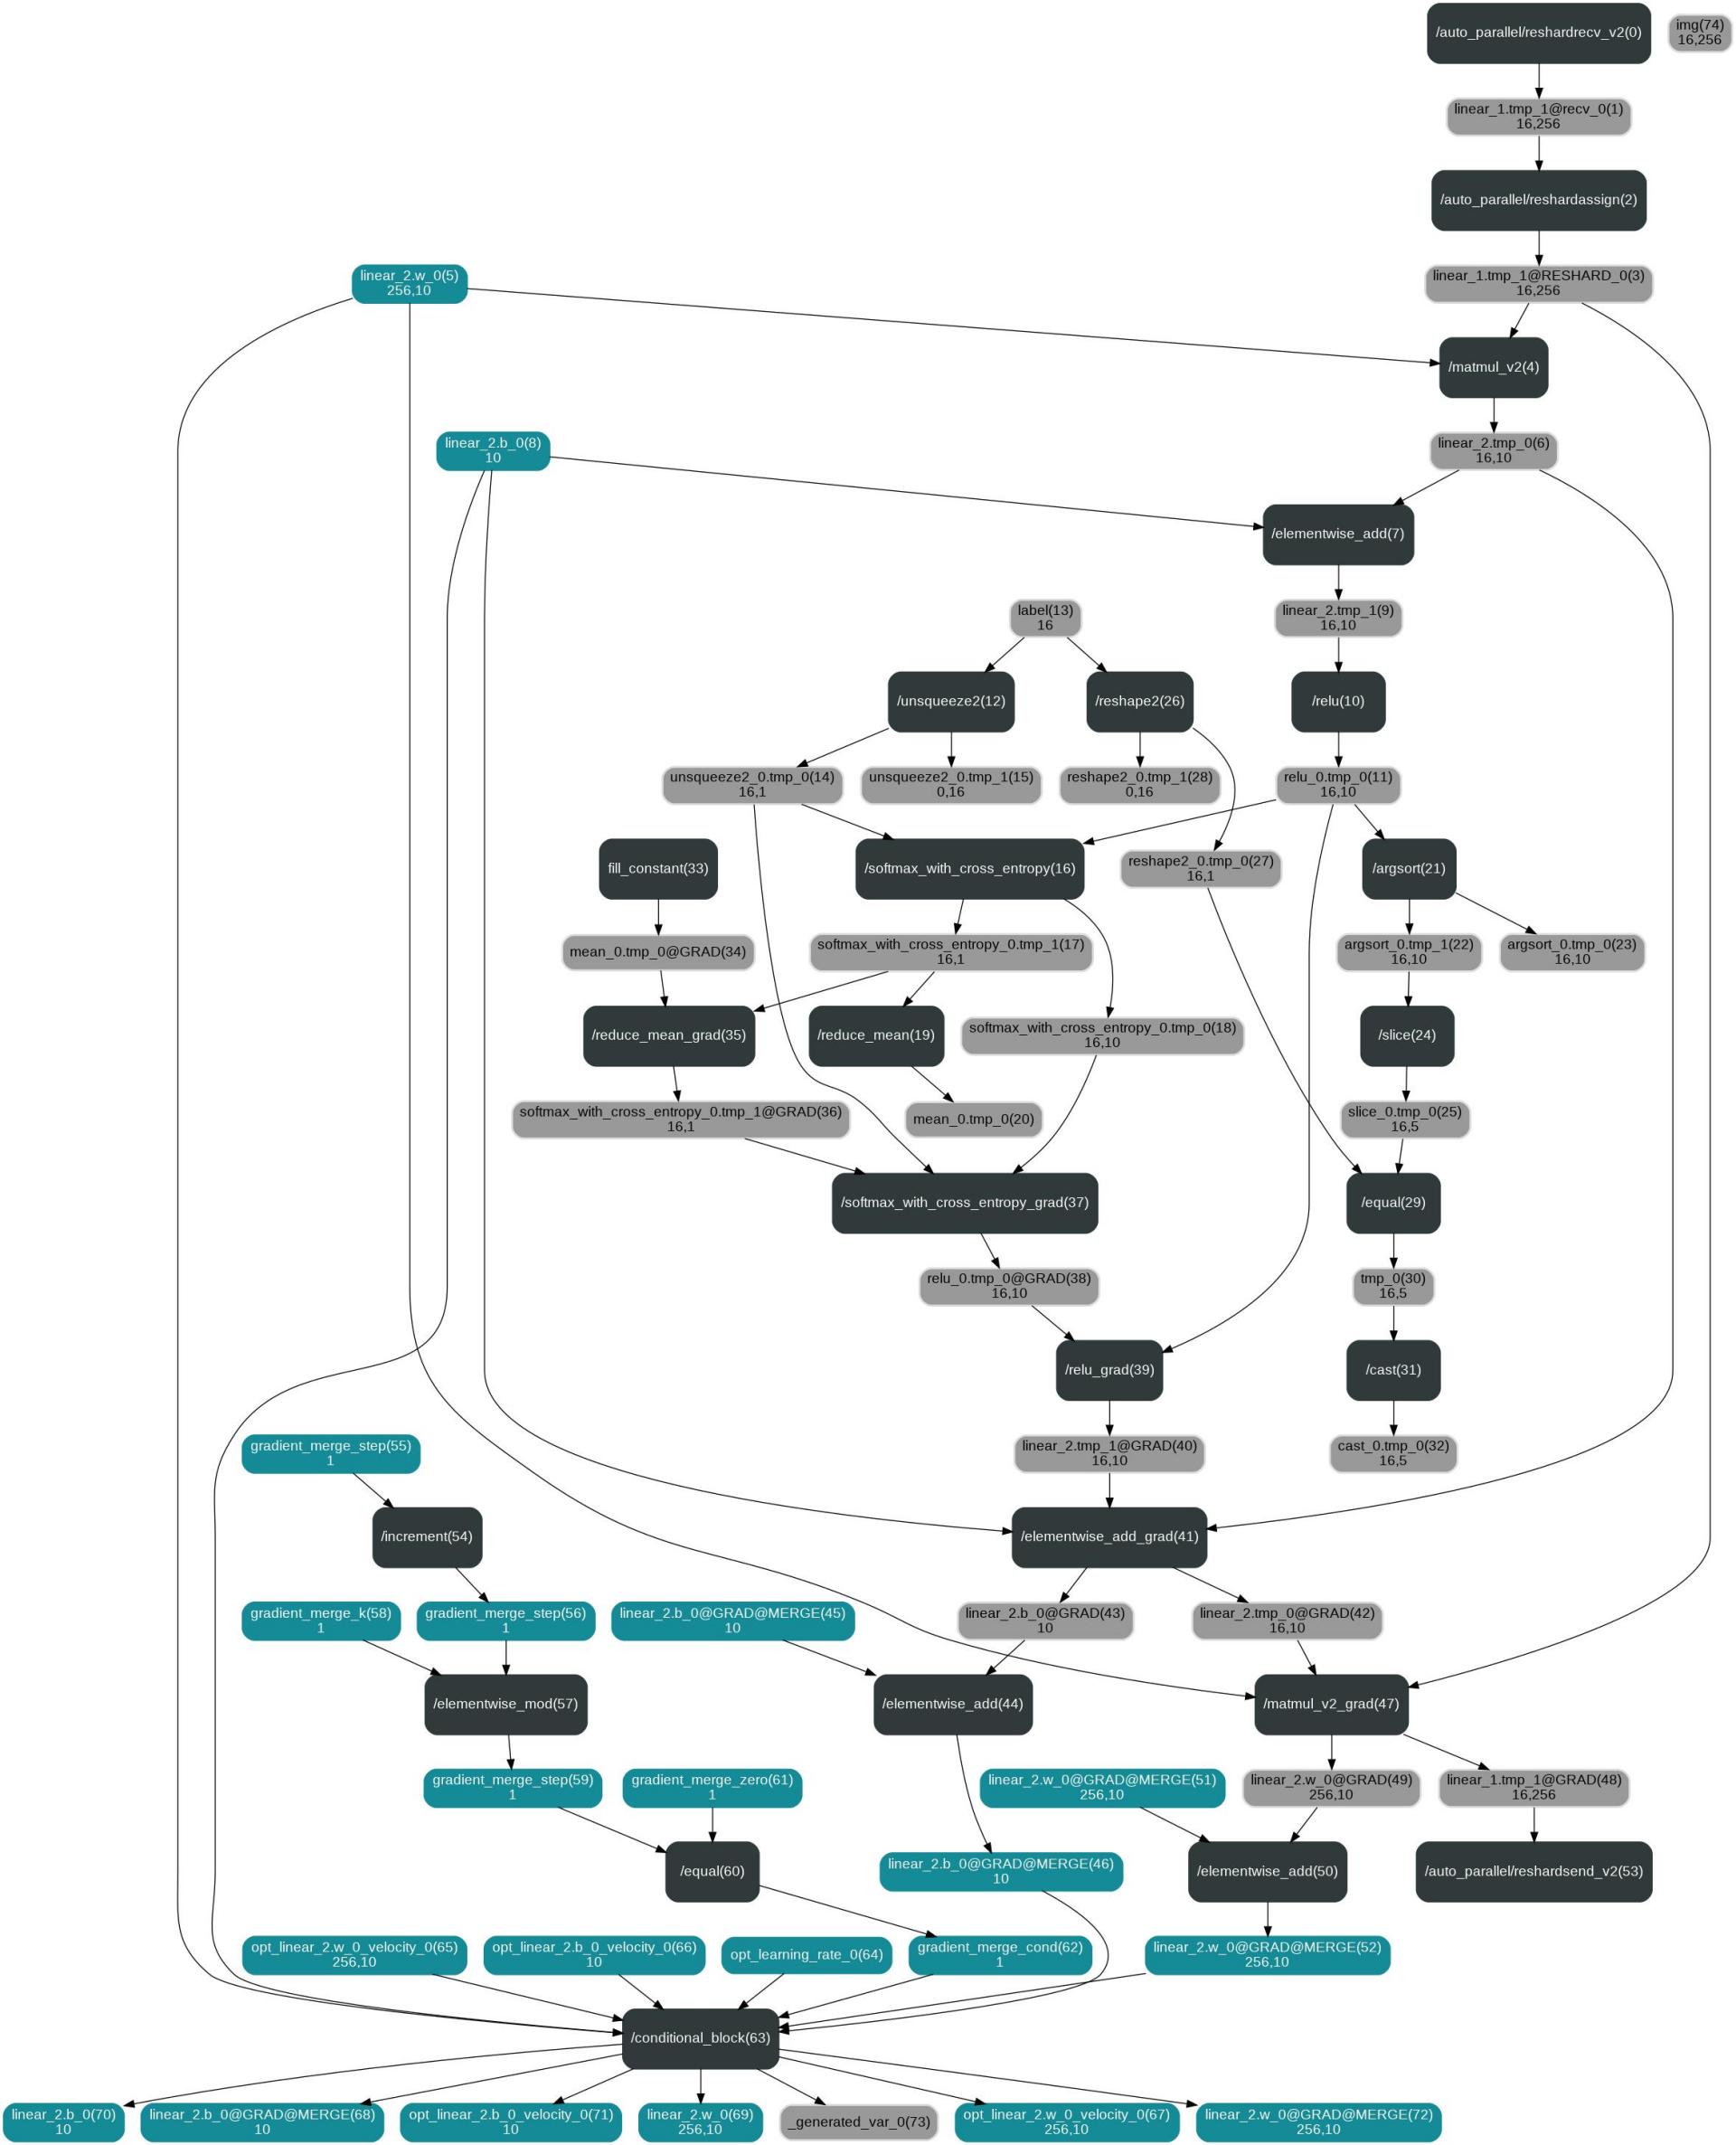 /auto_parallel/reshardrecv_v2(0)
img(74)
16,256
linear_1.tmp_1@recv_0(1)
16,256
/auto_parallel/reshardassign(2)
linear_2.w_0(5)
256,10
linear_1.tmp_1@RESHARD_0(3)
16,256
/matmul_v2(4)
linear_2.b_0(8)
10
linear_2.tmp_0(6)
16,10
/elementwise_add(7)
label(13)
16
linear_2.tmp_1(9)
16,10
/unsqueeze2(12)
/reshape2(26)
/relu(10)
unsqueeze2_0.tmp_0(14)
16,1
unsqueeze2_0.tmp_1(15)
0,16
reshape2_0.tmp_1(28)
0,16
relu_0.tmp_0(11)
16,10
fill_constant(33)
/softmax_with_cross_entropy(16)
reshape2_0.tmp_0(27)
16,1
/argsort(21)
mean_0.tmp_0@GRAD(34)
softmax_with_cross_entropy_0.tmp_1(17)
16,1
argsort_0.tmp_1(22)
16,10
argsort_0.tmp_0(23)
16,10
/reduce_mean_grad(35)
/reduce_mean(19)
softmax_with_cross_entropy_0.tmp_0(18)
16,10
/slice(24)
softmax_with_cross_entropy_0.tmp_1@GRAD(36)
16,1
mean_0.tmp_0(20)
slice_0.tmp_0(25)
16,5
/softmax_with_cross_entropy_grad(37)
/equal(29)
relu_0.tmp_0@GRAD(38)
16,10
tmp_0(30)
16,5
/relu_grad(39)
/cast(31)
gradient_merge_step(55)
1
linear_2.tmp_1@GRAD(40)
16,10
cast_0.tmp_0(32)
16,5
/increment(54)
/elementwise_add_grad(41)
gradient_merge_k(58)
1
gradient_merge_step(56)
1
linear_2.b_0@GRAD@MERGE(45)
10
linear_2.b_0@GRAD(43)
10
linear_2.tmp_0@GRAD(42)
16,10
/elementwise_mod(57)
/elementwise_add(44)
/matmul_v2_grad(47)
gradient_merge_step(59)
1
gradient_merge_zero(61)
1
linear_2.w_0@GRAD@MERGE(51)
256,10
linear_2.w_0@GRAD(49)
256,10
linear_1.tmp_1@GRAD(48)
16,256
/equal(60)
linear_2.b_0@GRAD@MERGE(46)
10
/elementwise_add(50)
/auto_parallel/reshardsend_v2(53)
opt_linear_2.w_0_velocity_0(65)
256,10
opt_linear_2.b_0_velocity_0(66)
10
opt_learning_rate_0(64)
gradient_merge_cond(62)
1
linear_2.w_0@GRAD@MERGE(52)
256,10
/conditional_block(63)
linear_2.b_0(70)
10
linear_2.b_0@GRAD@MERGE(68)
10
opt_linear_2.b_0_velocity_0(71)
10
linear_2.w_0(69)
256,10
_generated_var_0(73)
opt_linear_2.w_0_velocity_0(67)
256,10
linear_2.w_0@GRAD@MERGE(72)
256,10